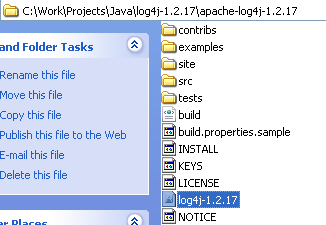 C:\Work\Projects\Java\log4j-1.2.17\apache-log4j-1.2.17
and Folder Tasks
Rename this file
Move this file
Copy this file
Publish this file to the Web
E-mail this file
Delete this file
er Places
contribs
examples
site
src
tests
build
build.properties.sample
INSTALL
KEYS
LICENSE
log4j-1.2.17
NOTICE